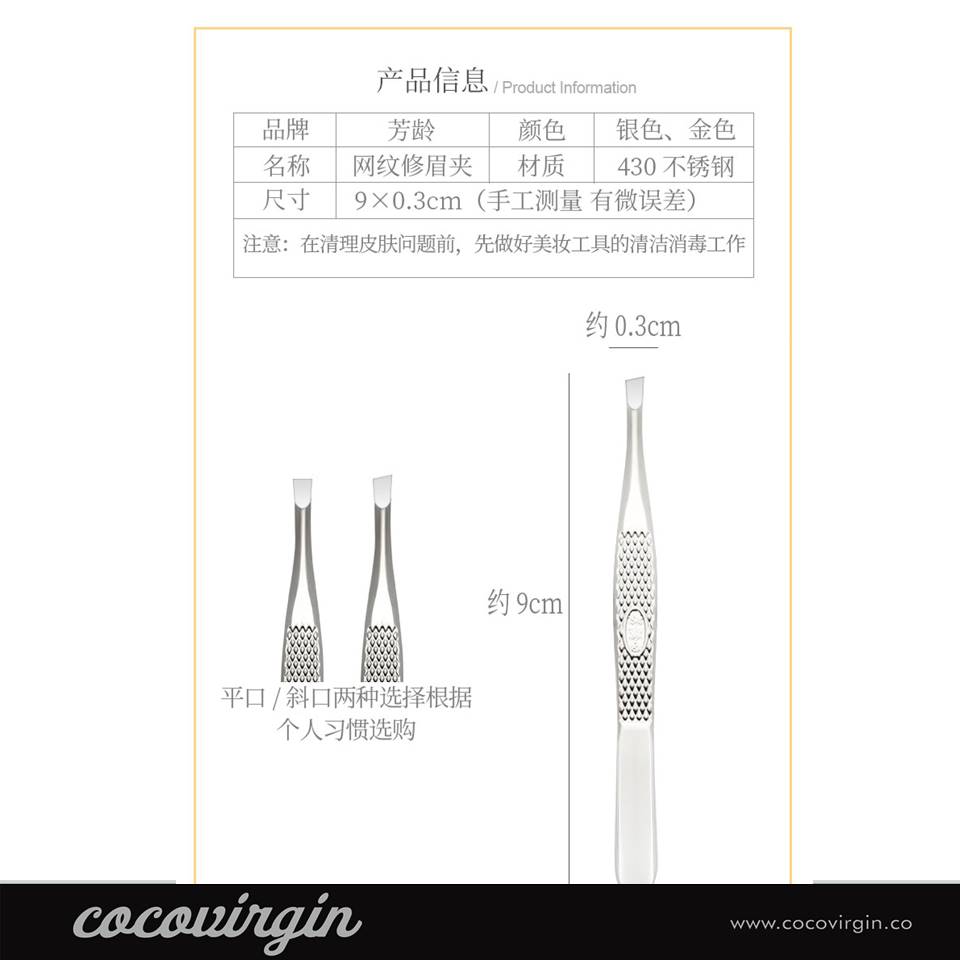 产品信息 / Product Information
品牌 芳龄 颜色 银色、金色
名称 网纹修眉夹 材质 430 不锈钢
尺寸 9×0.3cm（手工测量 有微误差）
注意：在清理皮肤问题前，先做好美妆工具的清洁消毒工作
约 0.3cm
约 9cm
平口 / 斜口两种选择根据
个人习惯选购
cocovirgin
www.cocovirgin.co